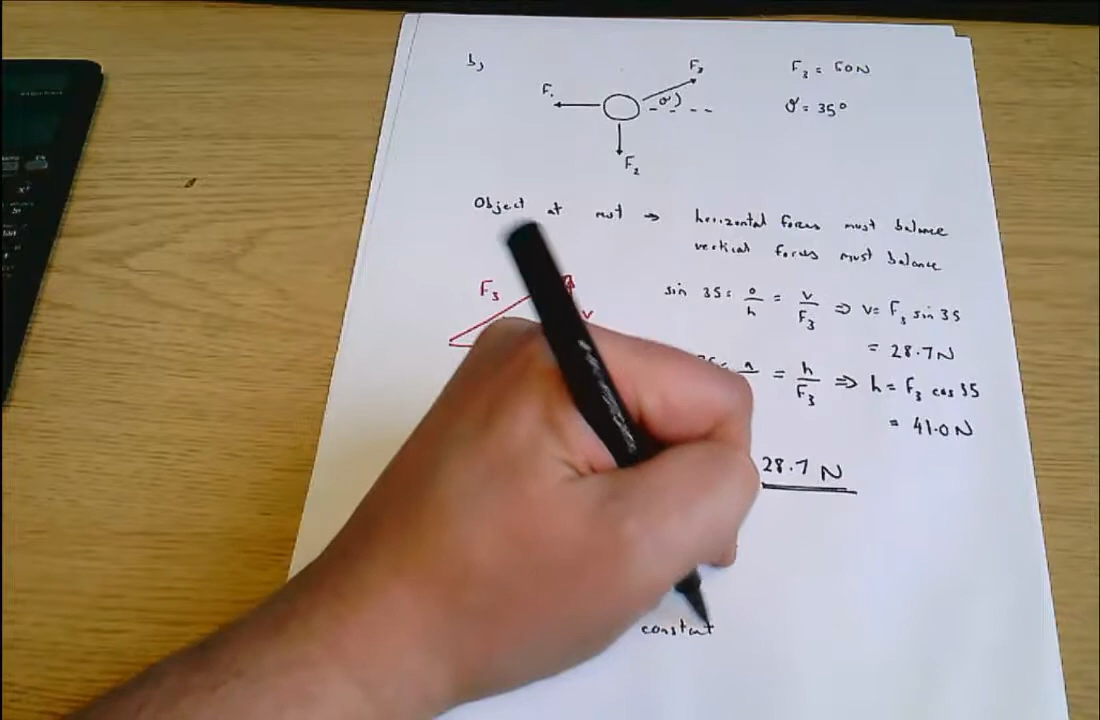 b)
F₃
F₃ = 50N
F₁
σ)
σ = 35°
F₂
Object at rest ⇒ horizontal forces must balance
vertical forces must balance
F₃
v
sin 35 = o/h = v/F₃ ⇒ v = F₃ sin 35
= 28.7N
= h/F₃ ⇒ h = F₃ cos 35
= 41.0N
28.7 N
constant